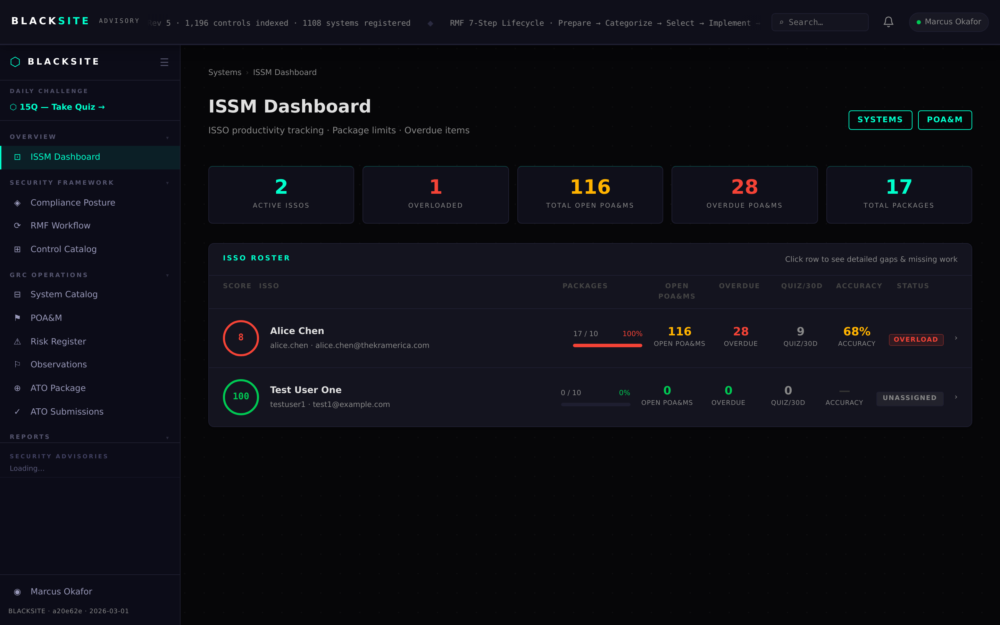 BLACKSITE ADVISORY Rev 5 · 1,196 controls indexed · 1108 systems registered ◆ RMF 7-Step Lifecycle · Prepare → Categorize → Select → Implement → Search… Marcus Okafor
BLACKSITE
DAILY CHALLENGE
15Q — Take Quiz →
OVERVIEW
ISSM Dashboard
SECURITY FRAMEWORK
Compliance Posture
RMF Workflow
Control Catalog
GRC OPERATIONS
System Catalog
POA&M
Risk Register
Observations
ATO Package
ATO Submissions
REPORTS
SECURITY ADVISORIES
Loading…
Marcus Okafor
BLACKSITE · a20e62e · 2026-03-01
Systems › ISSM Dashboard
ISSM Dashboard
ISSO productivity tracking · Package limits · Overdue items
SYSTEMS POA&M
2
ACTIVE ISSOS
1
OVERLOADED
116
TOTAL OPEN POA&MS
28
OVERDUE POA&MS
17
TOTAL PACKAGES
ISSO ROSTER
Click row to see detailed gaps & missing work
SCORE ISSO PACKAGES OPEN POA&MS OVERDUE QUIZ/30D ACCURACY STATUS
8
Alice Chen
alice.chen · alice.chen@thekramerica.com
17 / 10 100%
116
OPEN POA&MS
28
OVERDUE
9
QUIZ/30D
68%
ACCURACY
OVERLOAD ›
100
Test User One
testuser1 · test1@example.com
0 / 10 0%
0
OPEN POA&MS
0
OVERDUE
0
QUIZ/30D
—
ACCURACY
UNASSIGNED ›